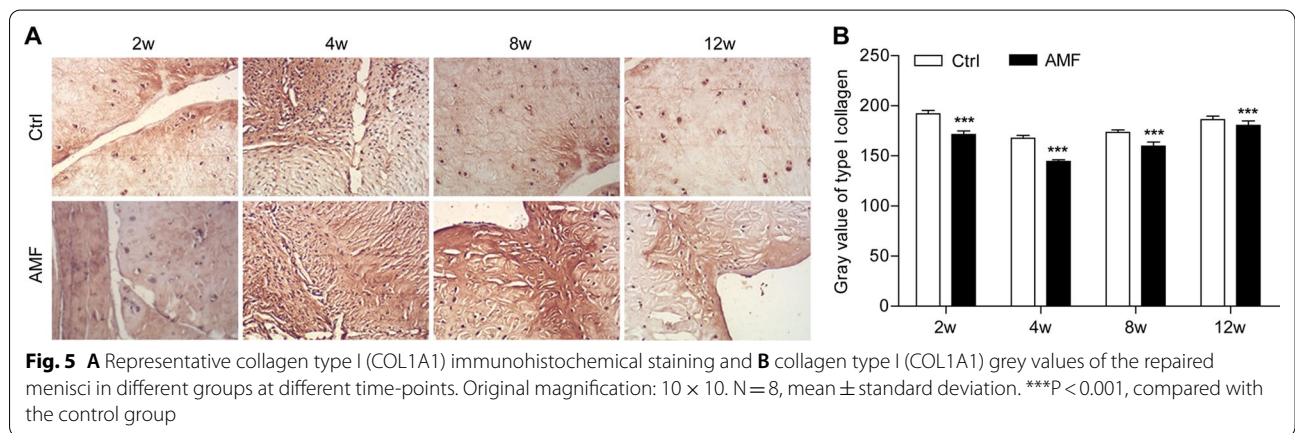 A
2w 4w 8w 12w
Ctrl
AMF
B
Ctrl AMF
Gray value of type I collagen
250
200
150
100
50
0
*** *** *** ***
2w 4w 8w 12w
Fig. 5 A Representative collagen type I (COL1A1) immunohistochemical staining and B collagen type I (COL1A1) grey values of the repaired
menisci in different groups at different time-points. Original magnification: 10 × 10. N = 8, mean ± standard deviation. ***P < 0.001, compared with
the control group